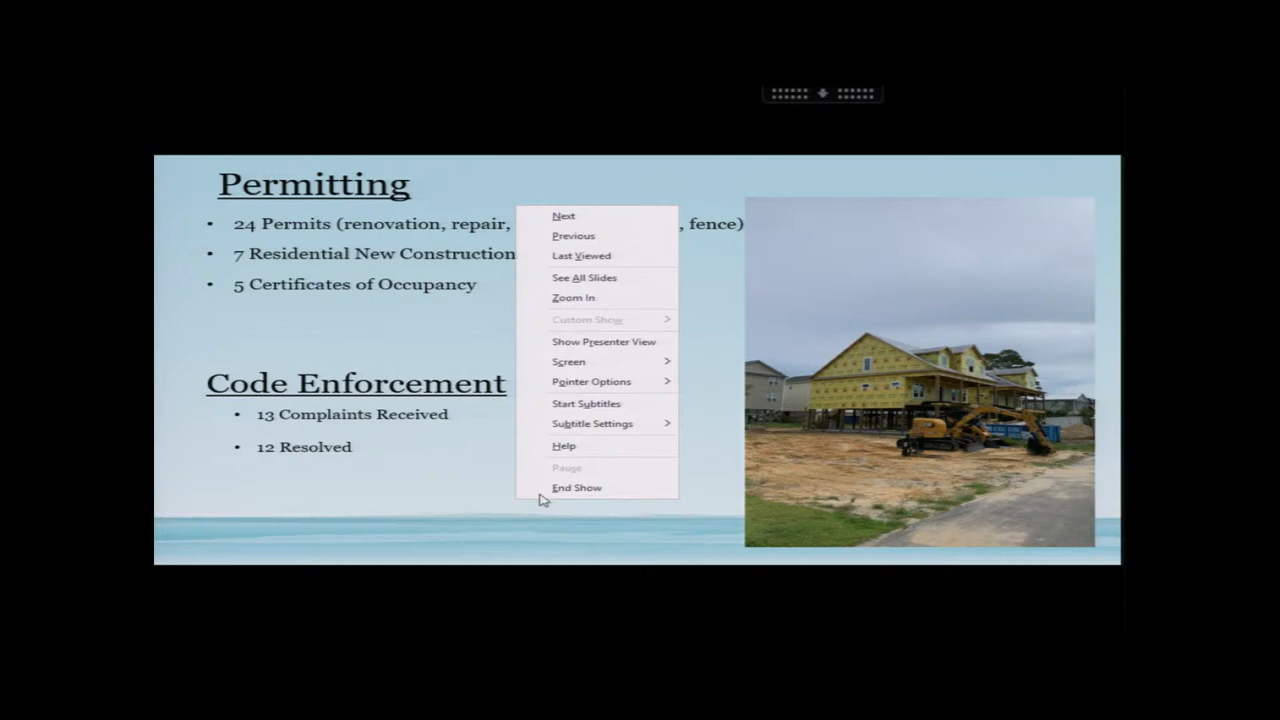 Permitting
• 24 Permits (renovation, repair, , fence)
• 7 Residential New Construction
• 5 Certificates of Occupancy
Code Enforcement
• 13 Complaints Received
• 12 Resolved
Next
Previous
Last Viewed
See All Slides
Zoom In
Custom Show
Show Presenter View
Screen
Pointer Options
Start Subtitles
Subtitle Settings
Help
Pause
End Show